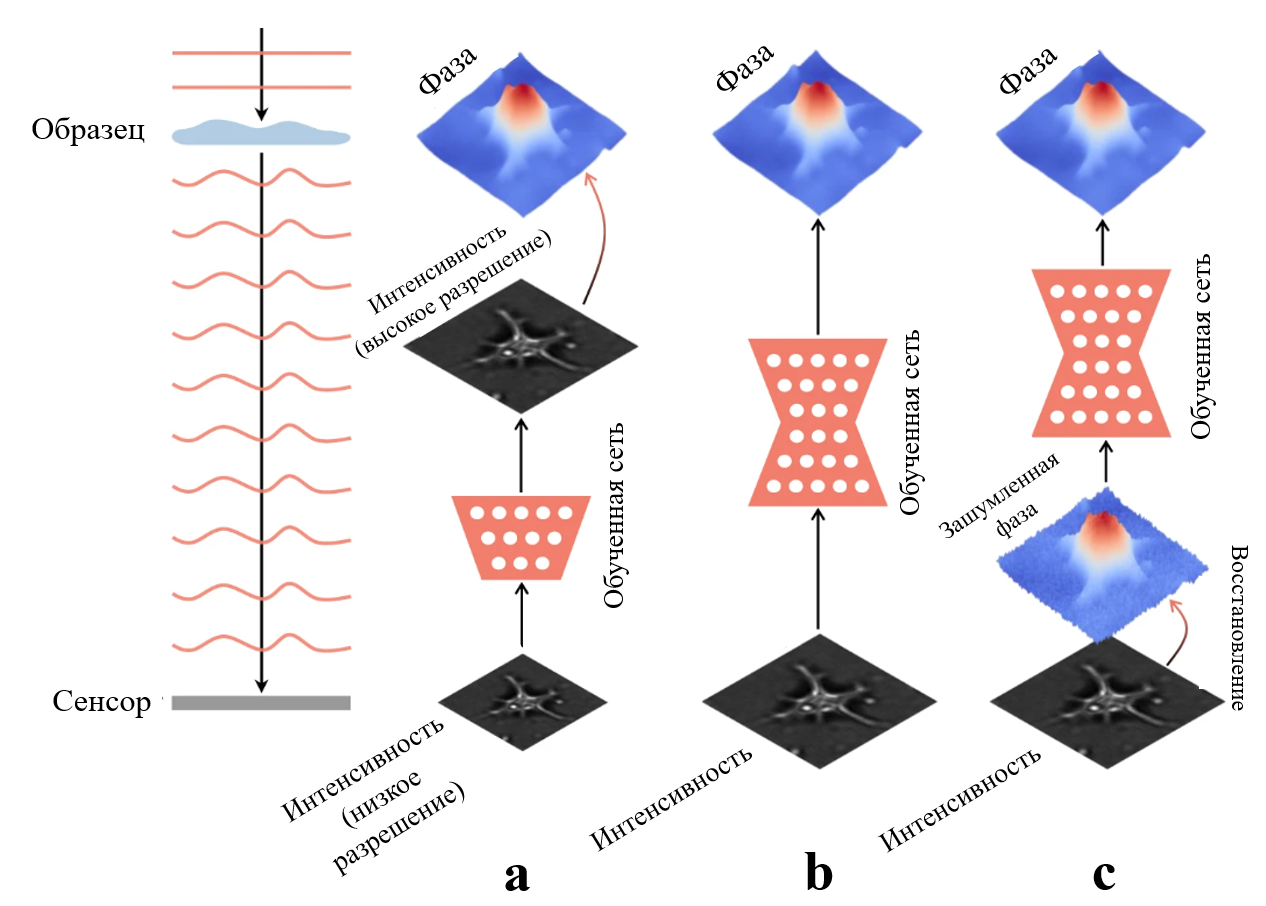 Образец
Сенсор
Фаза
Интенсивность
(высокое разрешение)
Обученная сеть
Интенсивность
(низкое
разрешение)
a
Фаза
Обученная сеть
Интенсивность
b
Фаза
Обученная сеть
Зашумленная
фаза
Восстановление
Интенсивность
c